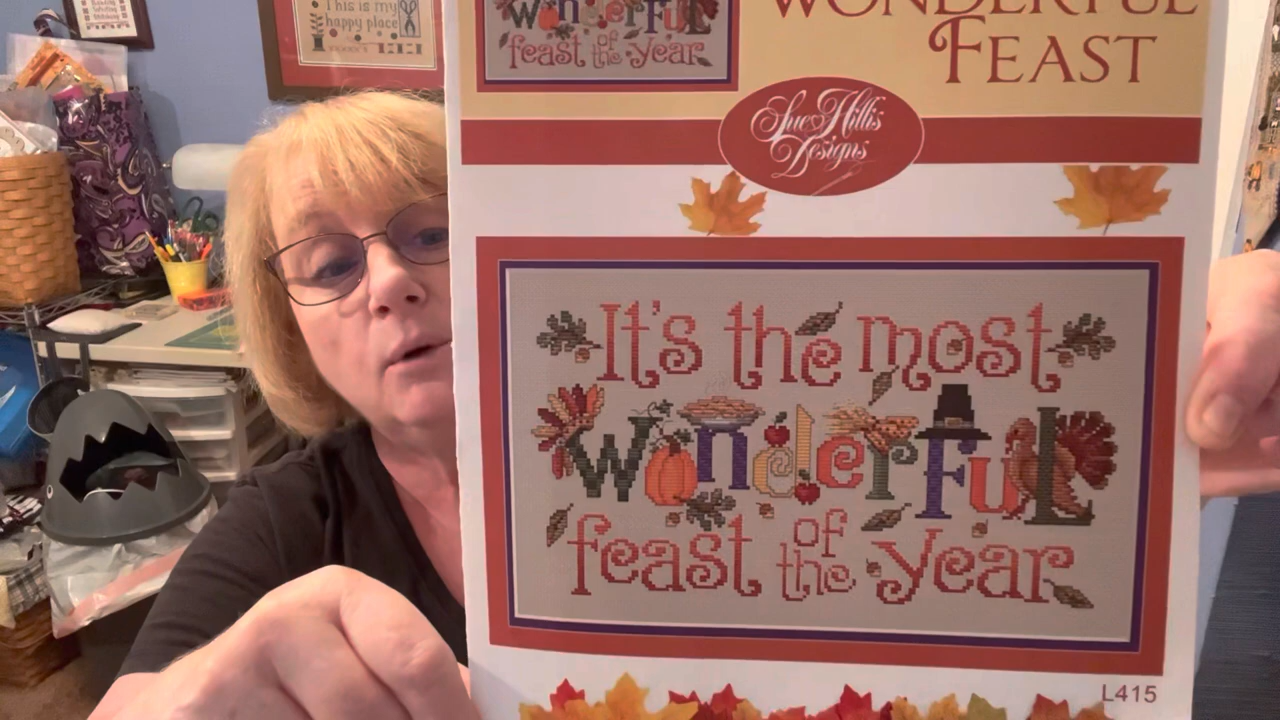 This is my
happy place
WONDERFUL
FEAST
wonderful
feast of the year
Sue Hillis
Designs
It's the most
wonderful
feast of the year
L415